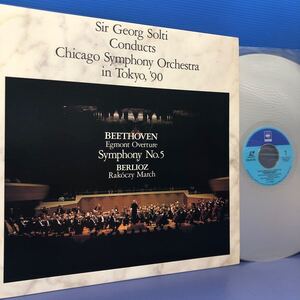 Sir Georg Solti
Conducts
Chicago Symphony Orchestra
in Tokyo, '90
BEETHOVEN
Egmont Overture
Symphony No.5
BERLIOZ
Rakóczy March